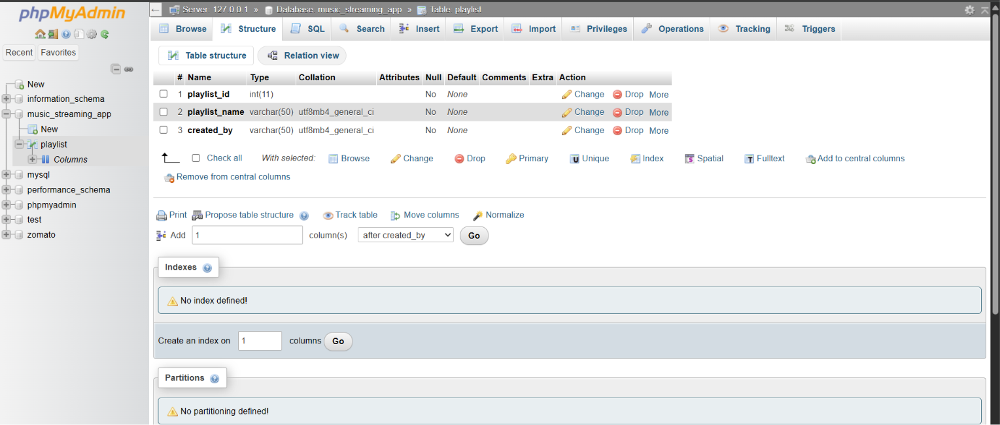 phpMyAdmin
Recent Favorites
New
information_schema
music_streaming_app
New
playlist
Columns
mysql
performance_schema
phpmyadmin
test
zomato
Server: 127.0.0.1 » Database: music_streaming_app » Table: playlist
Browse Structure SQL Search Insert Export Import Privileges Operations Tracking Triggers
Table structure Relation view
# Name Type Collation Attributes Null Default Comments Extra Action
1 playlist_id int(11) No None Change Drop More
2 playlist_name varchar(50) utf8mb4_general_ci No None Change Drop More
3 created_by varchar(50) utf8mb4_general_ci No None Change Drop More
Check all With selected: Browse Change Drop Primary Unique Index Spatial Fulltext Add to central columns
Remove from central columns
Print Propose table structure Track table Move columns Normalize
Add 1 column(s) after created_by Go
Indexes
No index defined!
Create an index on 1 columns Go
Partitions
No partitioning defined!